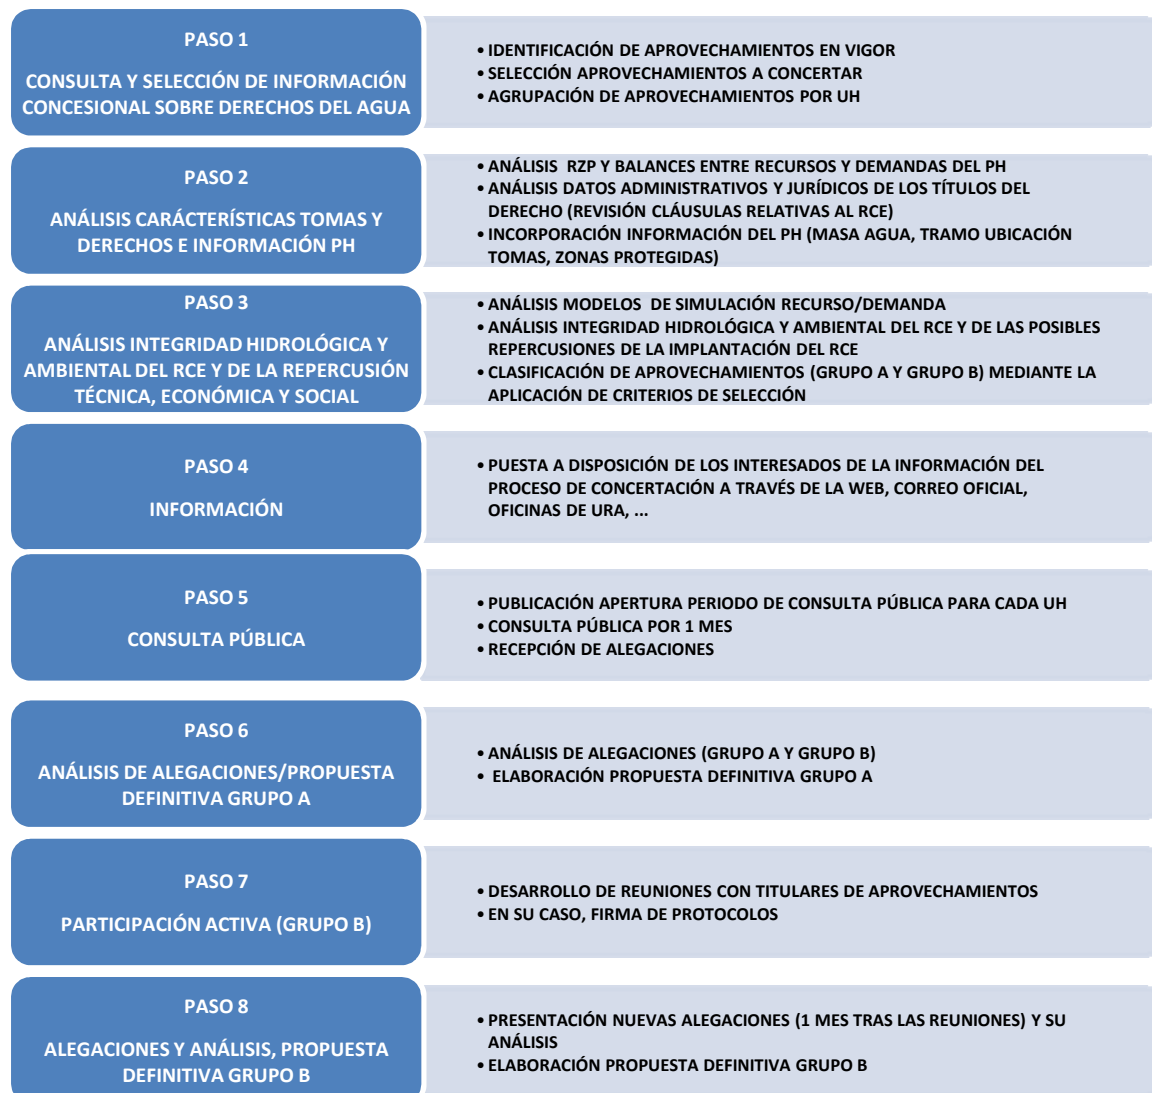 PASO 1
CONSULTA Y SELECCIÓN DE INFORMACIÓN
CONCESIONAL SOBRE DERECHOS DEL AGUA
• IDENTIFICACIÓN DE APROVECHAMIENTOS EN VIGOR
• SELECCIÓN APROVECHAMIENTOS A CONCERTAR
• AGRUPACIÓN DE APROVECHAMIENTOS POR UH
PASO 2
ANÁLISIS CARÁCTERÍSTICAS TOMAS Y
DERECHOS E INFORMACIÓN PH
• ANÁLISIS RZP Y BALANCES ENTRE RECURSOS Y DEMANDAS DEL PH
• ANÁLISIS DATOS ADMINISTRATIVOS Y JURÍDICOS DE LOS TÍTULOS DEL
DERECHO (REVISIÓN CLÁUSULAS RELATIVAS AL RCE)
• INCORPORACIÓN INFORMACIÓN DEL PH (MASA AGUA, TRAMO UBICACIÓN
TOMAS, ZONAS PROTEGIDAS)
PASO 3
ANÁLISIS INTEGRIDAD HIDROLÓGICA Y
AMBIENTAL DEL RCE Y DE LA REPERCUSIÓN
TÉCNICA, ECONÓMICA Y SOCIAL
• ANÁLISIS MODELOS DE SIMULACIÓN RECURSO/DEMANDA
• ANÁLISIS INTEGRIDAD HIDROLÓGICA Y AMBIENTAL DEL RCE Y DE LAS POSIBLES
REPERCUSIONES DE LA IMPLANTACIÓN DEL RCE
• CLASIFICACIÓN DE APROVECHAMIENTOS (GRUPO A Y GRUPO B) MEDIANTE LA
APLICACIÓN DE CRITERIOS DE SELECCIÓN
PASO 4
INFORMACIÓN
• PUESTA A DISPOSICIÓN DE LOS INTERESADOS DE LA INFORMACIÓN DEL
PROCESO DE CONCERTACIÓN A TRAVÉS DE LA WEB, CORREO OFICIAL,
OFICINAS DE URA, ...
PASO 5
CONSULTA PÚBLICA
• PUBLICACIÓN APERTURA PERIODO DE CONSULTA PÚBLICA PARA CADA UH
• CONSULTA PÚBLICA POR 1 MES
• RECEPCIÓN DE ALEGACIONES
PASO 6
ANÁLISIS DE ALEGACIONES/PROPUESTA
DEFINITIVA GRUPO A
• ANÁLISIS DE ALEGACIONES (GRUPO A Y GRUPO B)
• ELABORACIÓN PROPUESTA DEFINITIVA GRUPO A
PASO 7
PARTICIPACIÓN ACTIVA (GRUPO B)
• DESARROLLO DE REUNIONES CON TITULARES DE APROVECHAMIENTOS
• EN SU CASO, FIRMA DE PROTOCOLOS
PASO 8
ALEGACIONES Y ANÁLISIS, PROPUESTA
DEFINITIVA GRUPO B
• PRESENTACIÓN NUEVAS ALEGACIONES (1 MES TRAS LAS REUNIONES) Y SU
ANÁLISIS
• ELABORACIÓN PROPUESTA DEFINITIVA GRUPO B